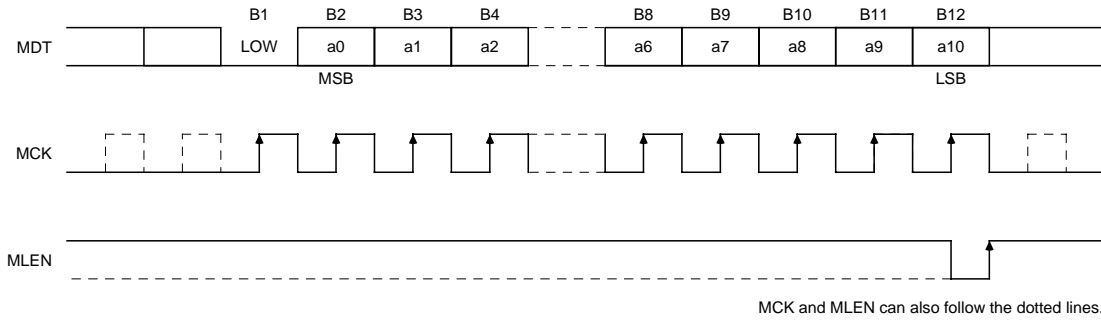 B1 B2 B3 B4 B8 B9 B10 B11 B12
MDT LOW a0 a1 a2 a6 a7 a8 a9 a10
MSB LSB
MCK
MLEN
MCK and MLEN can also follow the dotted lines.